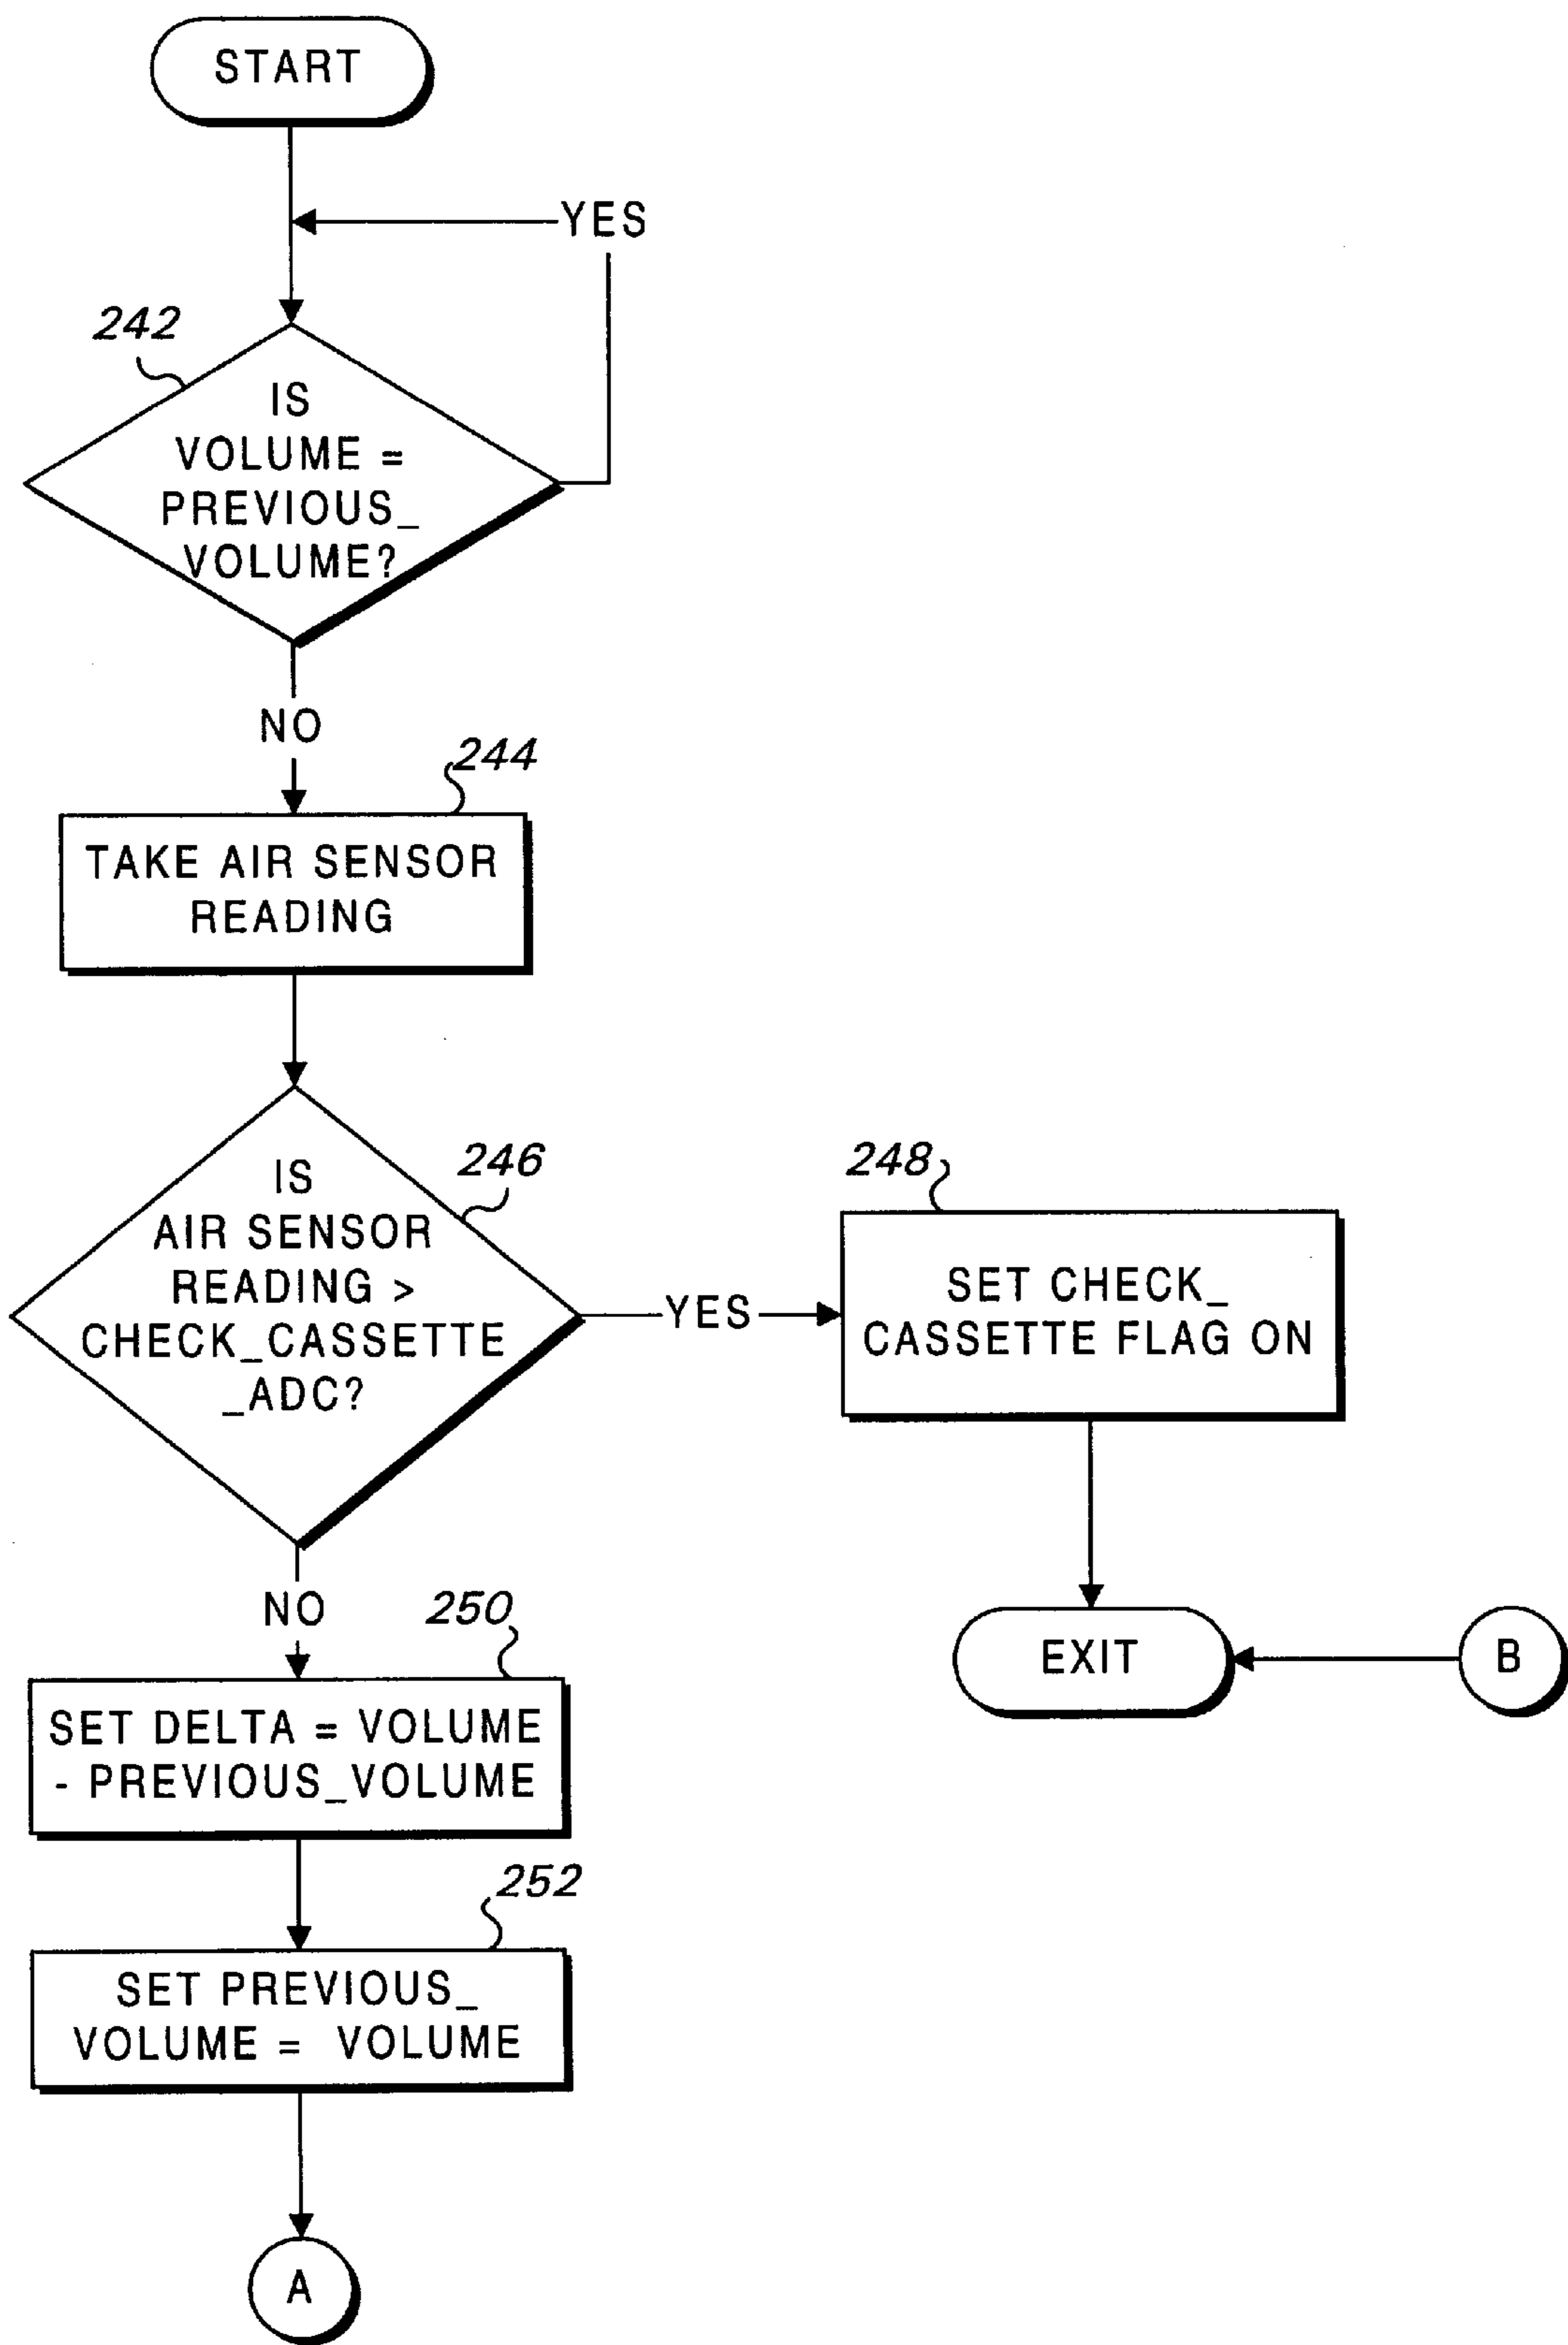 START
YES
242
IS
VOLUME =
PREVIOUS_
VOLUME?
NO
244
TAKE AIR SENSOR
READING
246
IS
AIR SENSOR
READING >
CHECK_CASSETTE
_ADC?
YES
248
SET CHECK_
CASSETTE FLAG ON
NO
250
EXIT
B
SET DELTA = VOLUME
- PREVIOUS_VOLUME
252
SET PREVIOUS_
VOLUME = VOLUME
A